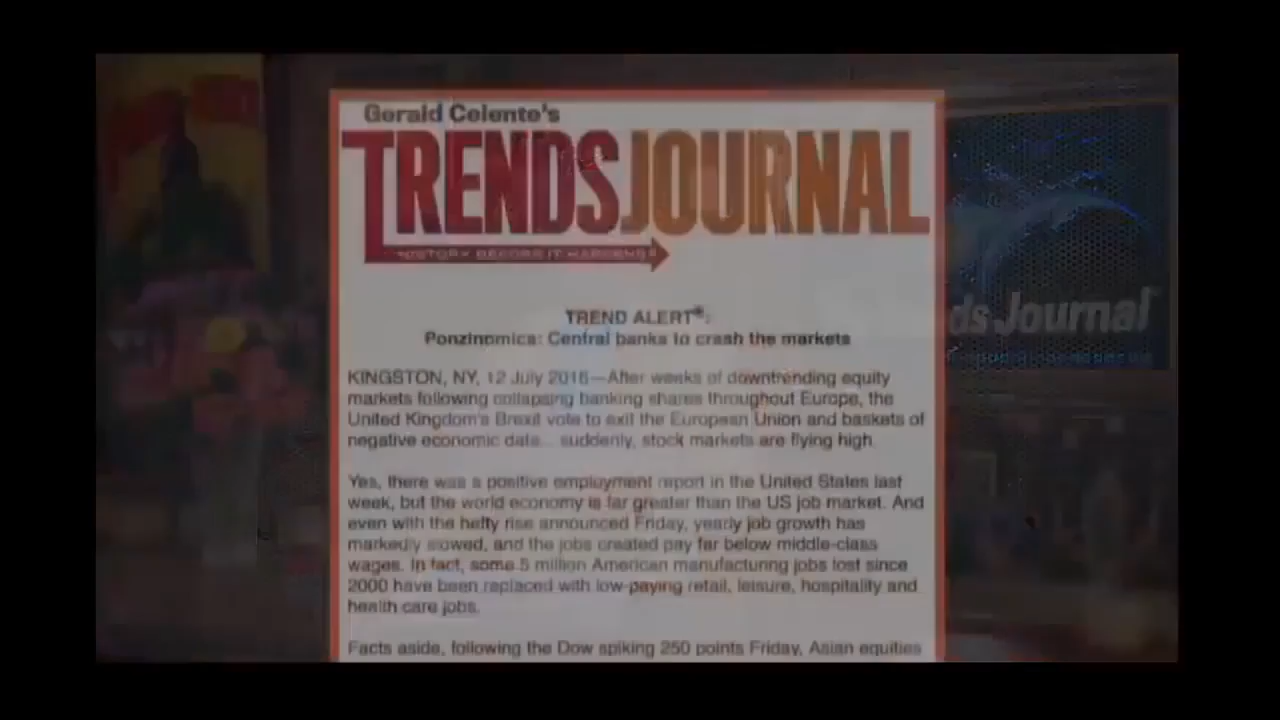 Gerald Celente's
TRENDSJOURNAL
HISTORY BEFORE IT HAPPENS®
TREND ALERT®:
Ponzinomics: Central banks to crash the markets
KINGSTON, NY, 12 July 2016—After weeks of downtrending equity
markets following collapsing banking shares throughout Europe, the
United Kingdom's Brexit vote to exit the European Union and baskets of
negative economic data... suddenly, stock markets are flying high.
Yes, there was a positive employment report in the United States last
week, but the world economy is far greater than the US job market. And
even with the hefty rise announced Friday, yearly job growth has
markedly slowed, and the jobs created pay far below middle-class
wages. In fact, some 5 million American manufacturing jobs lost since
2000 have been replaced with low-paying retail, leisure, hospitality and
health care jobs.
Facts aside, following the Dow spiking 250 points Friday, Asian equities
ds Journal